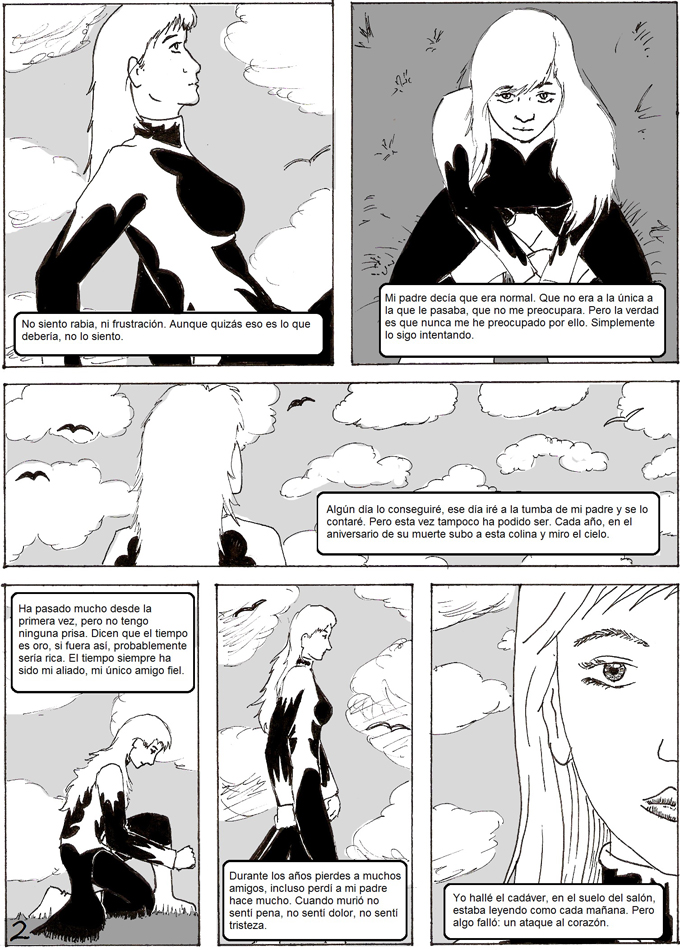 No siento rabia, ni frustración. Aunque quizás eso es lo que
debería, no lo siento.
Mi padre decía que era normal. Que no era a la única a
la que le pasaba, que no me preocupara. Pero la verdad
es que nunca me he preocupado por ello. Simplemente
lo sigo intentando.
Algún día lo conseguiré, ese día iré a la tumba de mi padre y se lo
contaré. Pero esta vez tampoco ha podido ser. Cada año, en el
aniversario de su muerte subo a esta colina y miro el cielo.
Ha pasado mucho desde la
primera vez, pero no tengo
ninguna prisa. Dicen que el tiempo
es oro, si fuera así, probablemente
sería rica. El tiempo siempre ha
sido mi aliado, mi único amigo fiel.
2
Durante los años pierdes a muchos
amigos, incluso perdí a mi padre
hace mucho. Cuando murió no
sentí pena, no sentí dolor, no sentí
tristeza.
Yo hallé el cadáver, en el suelo del salón,
estaba leyendo como cada mañana. Pero
algo falló: un ataque al corazón.